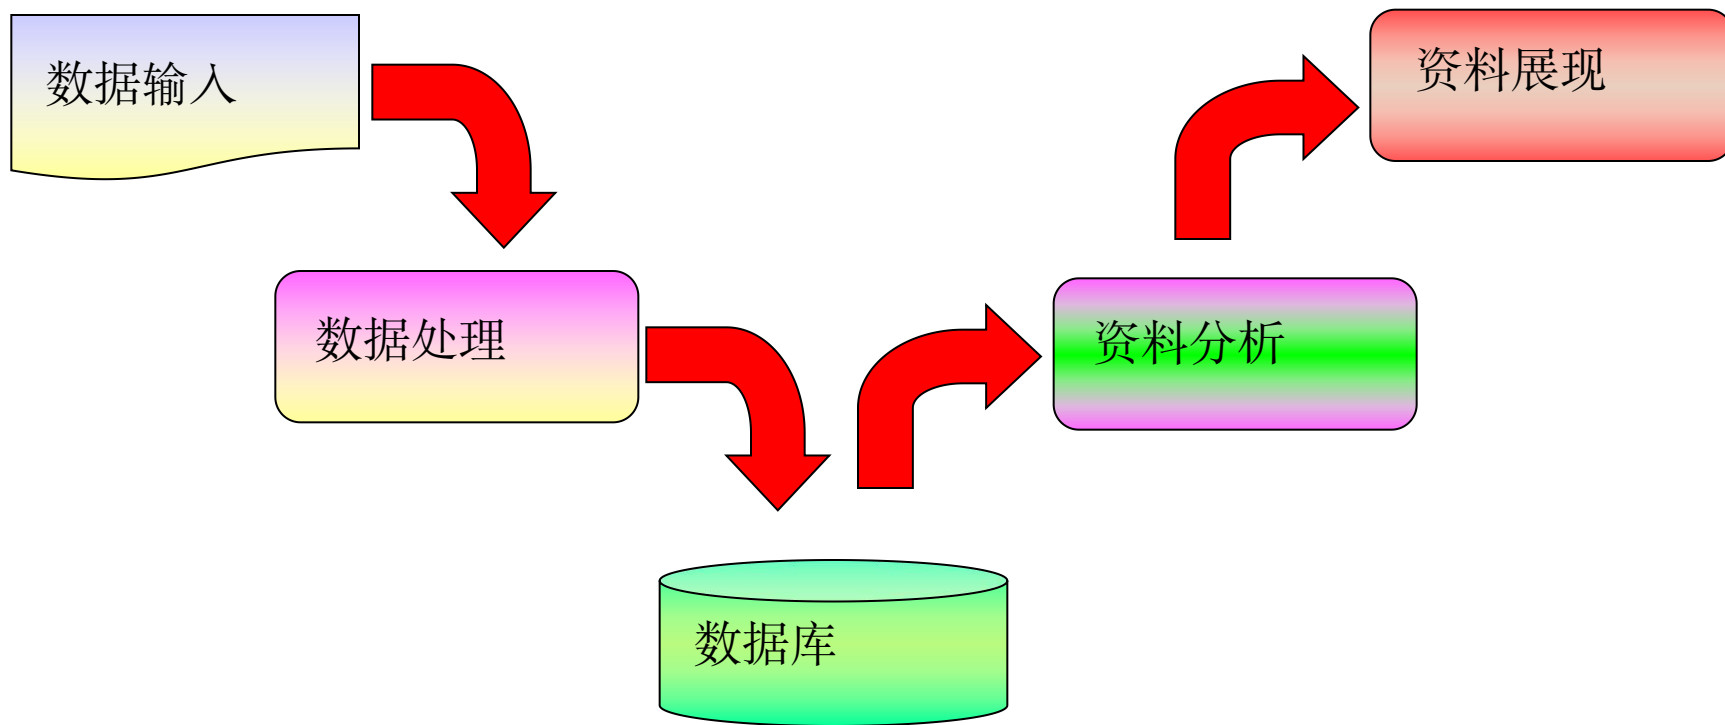 数据输入
数据处理
数据库
资料分析
资料展现